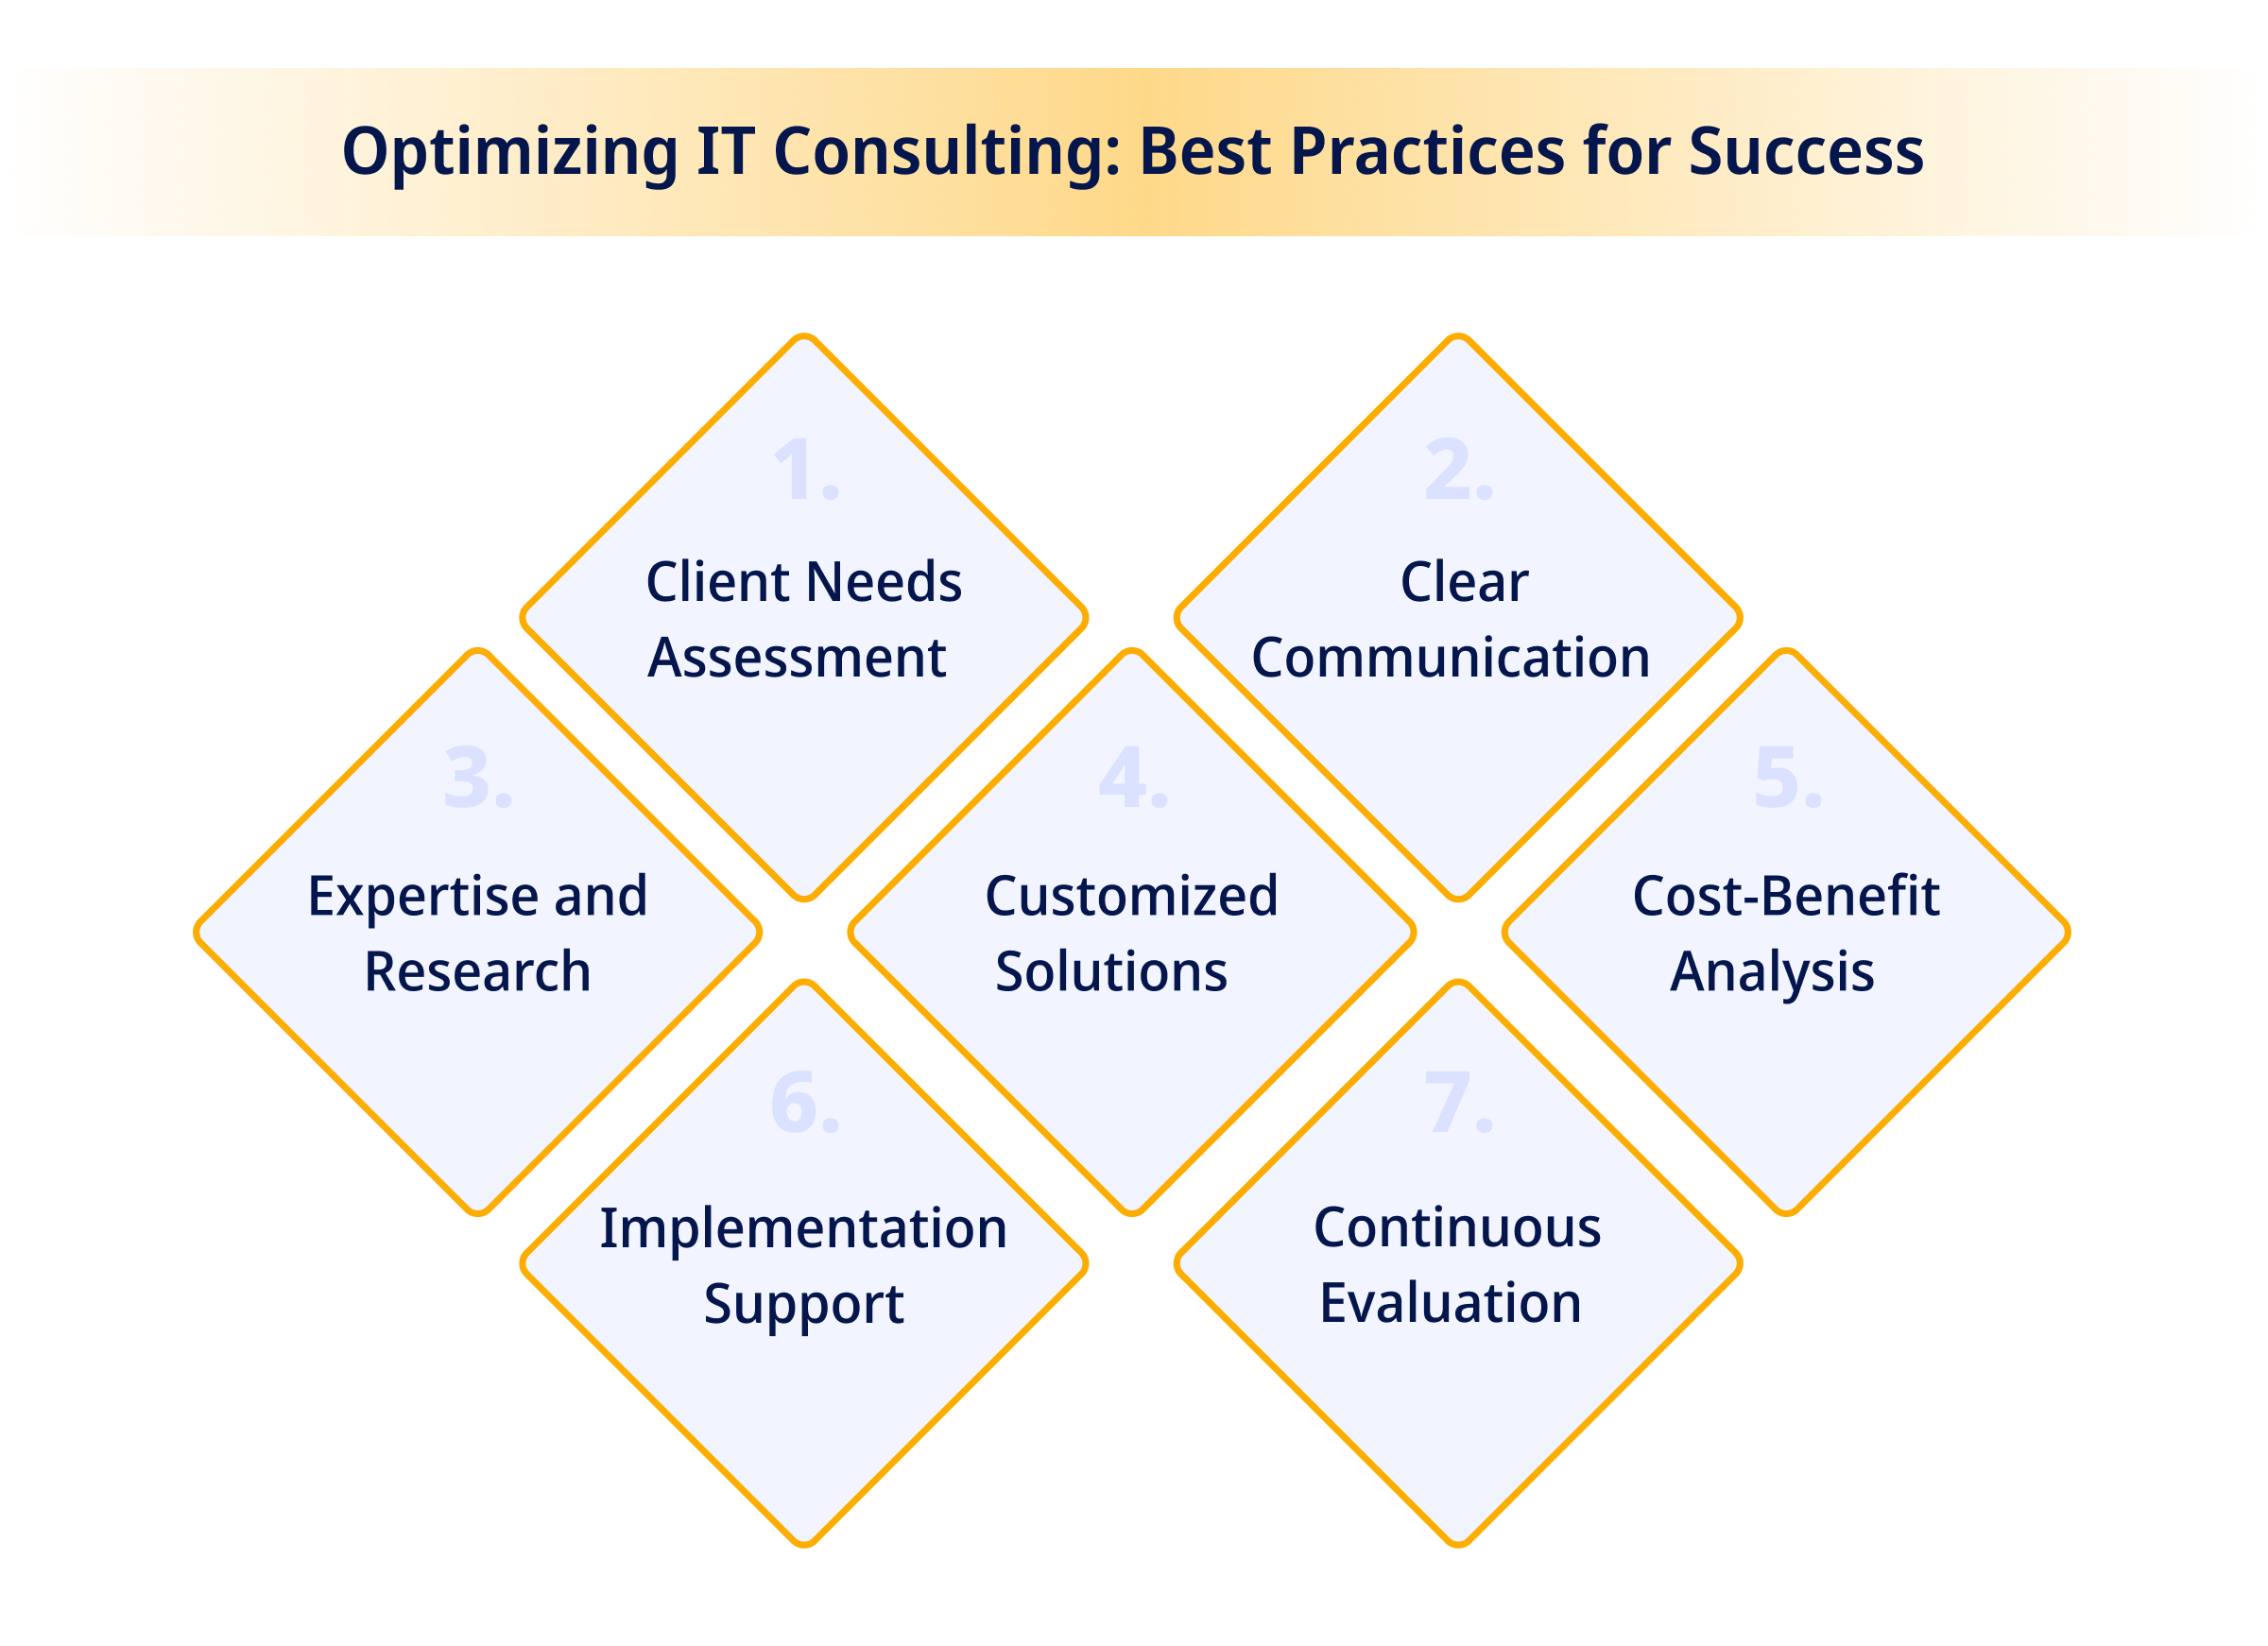 Optimizing IT Consulting: Best Practices for Success
1.
Client Needs
Assessment
2.
Clear
Communication
3.
Expertise and
Research
4.
Customized
Solutions
5.
Cost-Benefit
Analysis
6.
Implementation
Support
7.
Continuous
Evaluation